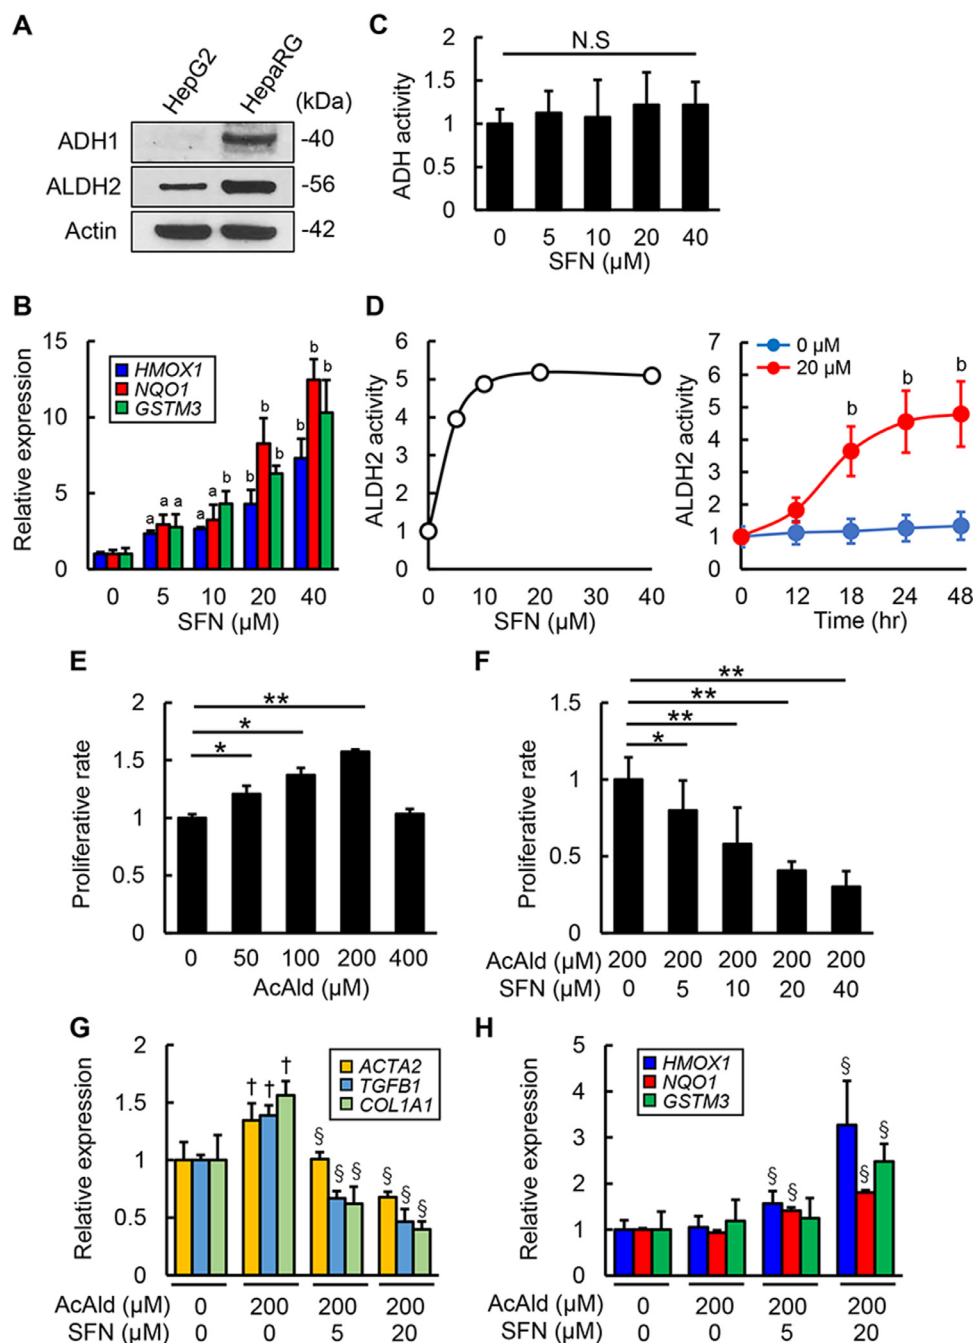 A
HepG2
HepaRG
(kDa)
ADH1
-40
ALDH2
-56
Actin
-42
C
N.S
ADH activity
1.5
1
0.5
0
0 5 10 20 40
SFN (µM)
B
Relative expression
15
10
5
0
HMOX1
NQO1
GSTM3
a a a
a a b
b b b
b b b
0 5 10 20 40
SFN (µM)
D
ALDH2 activity
6
5
4
3
2
1
0
0 10 20 30 40
SFN (µM)
ALDH2 activity
7
6
5
4
3
2
1
0
0 µM
20 µM
b b b
0 12 18 24 48
Time (hr)
E
Proliferative rate
2
1.5
1
0.5
0
**
*
*
0 50 100 200 400
AcAld (µM)
F
Proliferative rate
1.5
1
0.5
0
**
**
**
*
AcAld (µM) 200 200 200 200 200
SFN (µM) 0 5 10 20 40
G
Relative expression
2
1.5
1
0.5
0
ACTA2
TGFB1
COL1A1
† † †
§ § §
§ § §
AcAld (µM) 0 200 200 200
SFN (µM) 0 0 5 20
H
Relative expression
5
4
3
2
1
0
HMOX1
NQO1
GSTM3
§ §
§ § §
AcAld (µM) 0 200 200 200
SFN (µM) 0 0 5 20